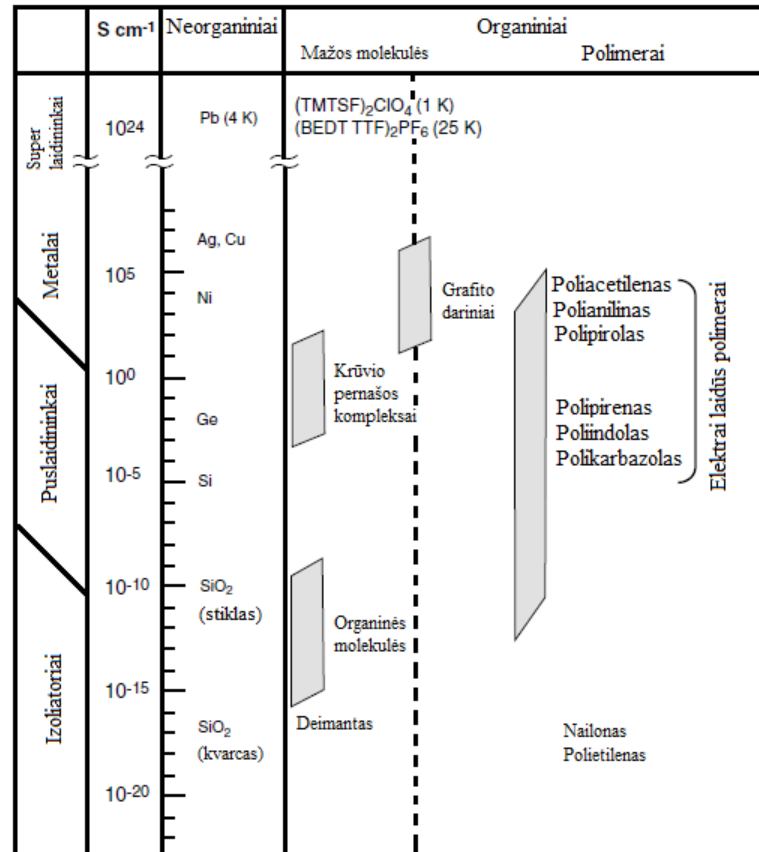 S cm-1
Neorganiniai
Organiniai
Mažos molekulės
Polimerai
Super laidininkai
Metalai
Puslaidininkai
Izoliatoriai
10^24
10^5
10^0
10^-5
10^-10
10^-15
10^-20
Pb (4 K)
Ag, Cu
Ni
Ge
Si
SiO2
(stiklas)
SiO2
(kvarcas)
(TMTSF)2ClO4 (1 K)
(BEDT TTF)2PF6 (25 K)
Grafito
dariniai
Krūvio
pernašos
kompleksai
Organinės
molekulės
Deimantas
Poliacetilenas
Polianilinas
Polipirolas
Polipirenas
Poliindolas
Polikarbazolas
Elektrai laidūs polimerai
Nailonas
Polietilenas